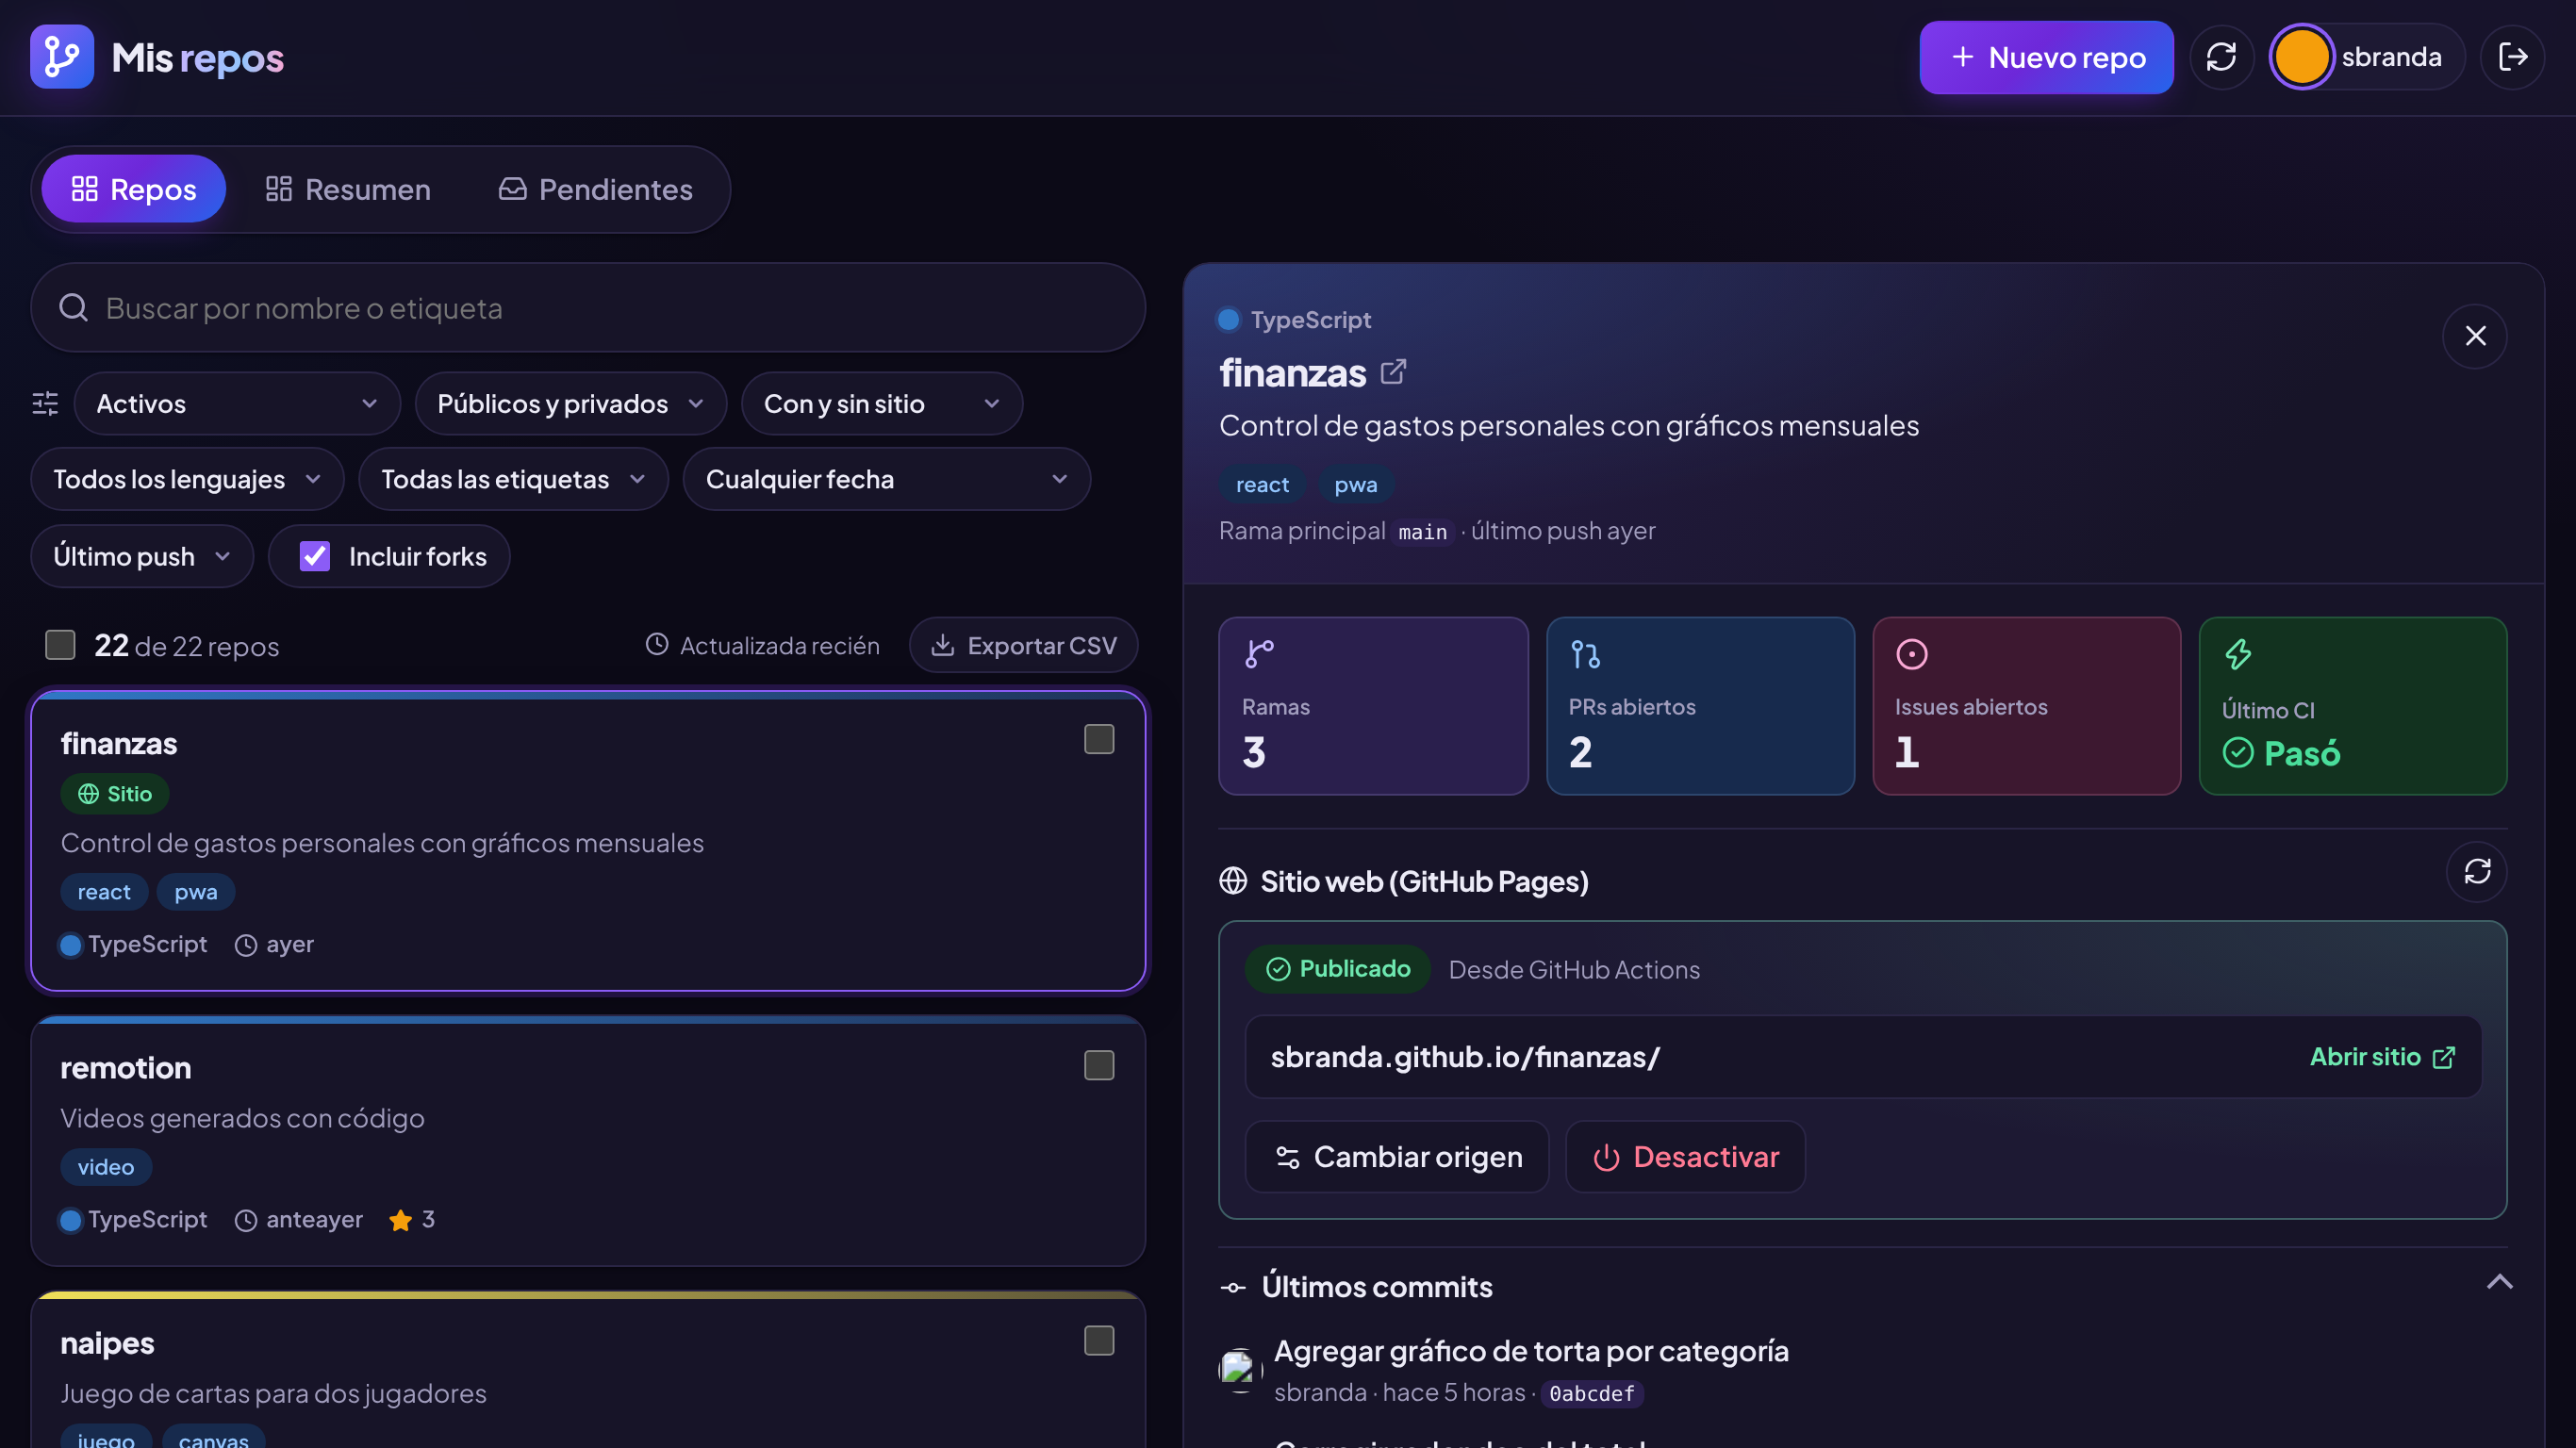 Mis repos
Nuevo repo
sbranda
Repos
Resumen
Pendientes
Buscar por nombre o etiqueta
Activos
Públicos y privados
Con y sin sitio
Todos los lenguajes
Todas las etiquetas
Cualquier fecha
Último push
Incluir forks
22 de 22 repos
Actualizada recién
Exportar CSV
finanzas
Sitio
Control de gastos personales con gráficos mensuales
react
pwa
TypeScript
ayer
remotion
Videos generados con código
video
TypeScript
anteayer
3
naipes
Juego de cartas para dos jugadores
juego
canvas
TypeScript
finanzas
Control de gastos personales con gráficos mensuales
react
pwa
Rama principal main · último push ayer
Ramas
3
PRs abiertos
2
Issues abiertos
1
Último CI
Pasó
Sitio web (GitHub Pages)
Publicado
Desde GitHub Actions
sbranda.github.io/finanzas/
Abrir sitio
Cambiar origen
Desactivar
Últimos commits
Agregar gráfico de torta por categoría
sbranda · hace 5 horas · 0abcdef